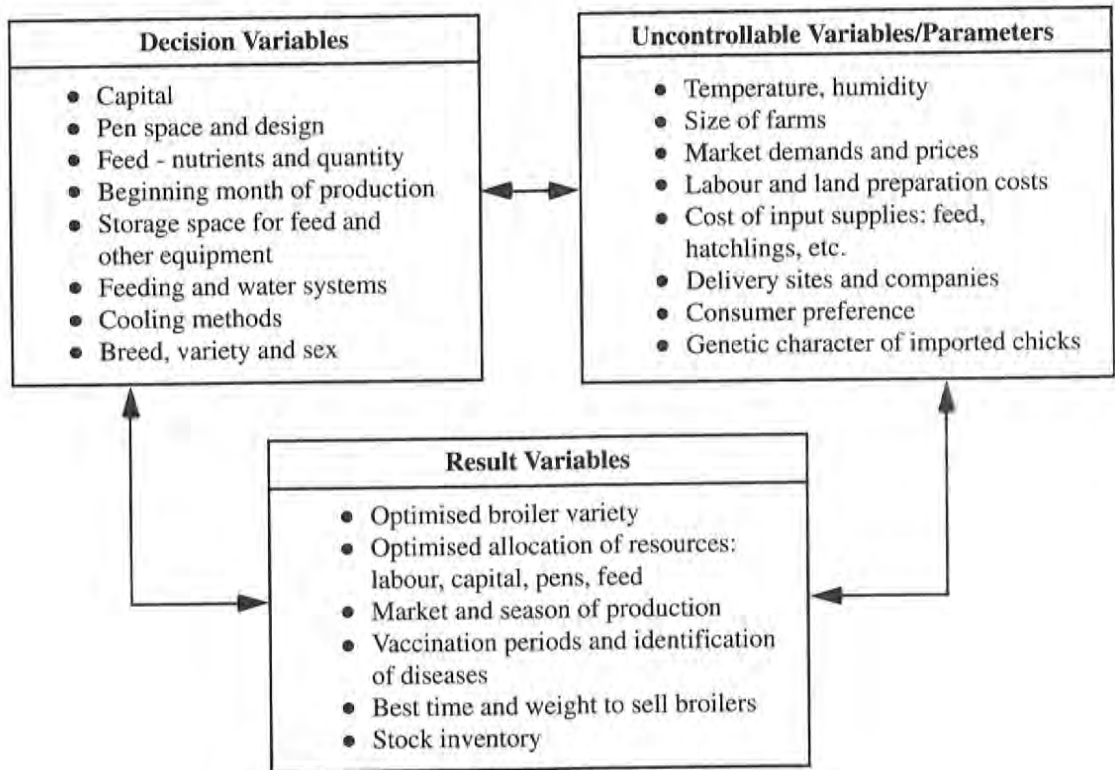 Decision Variables
● Capital
● Pen space and design
● Feed - nutrients and quantity
● Beginning month of production
● Storage space for feed and
other equipment
● Feeding and water systems
● Cooling methods
● Breed, variety and sex
Uncontrollable Variables/Parameters
● Temperature, humidity
● Size of farms
● Market demands and prices
● Labour and land preparation costs
● Cost of input supplies: feed,
hatchlings, etc.
● Delivery sites and companies
● Consumer preference
● Genetic character of imported chicks
Result Variables
● Optimised broiler variety
● Optimised allocation of resources:
labour, capital, pens, feed
● Market and season of production
● Vaccination periods and identification
of diseases
● Best time and weight to sell broilers
● Stock inventory